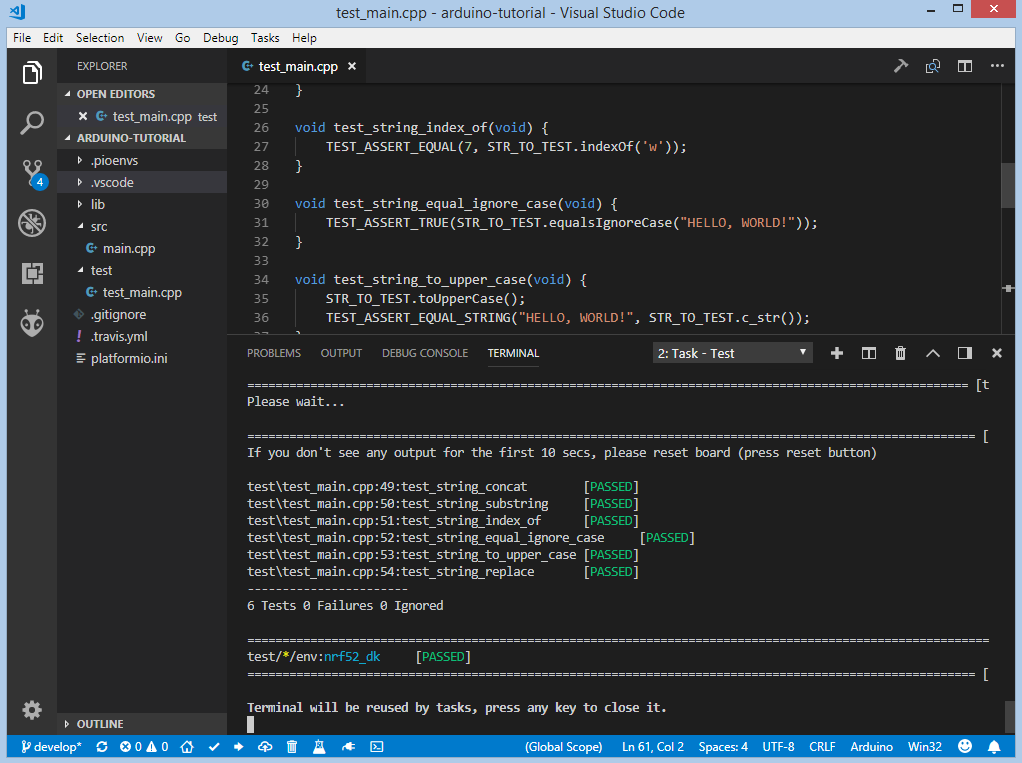 test_main.cpp - arduino-tutorial - Visual Studio Code
File Edit Selection View Go Debug Tasks Help
EXPLORER
OPEN EDITORS
test_main.cpp test
ARDUINO-TUTORIAL
.pioenvs
.vscode
lib
src
main.cpp
test
test_main.cpp
.gitignore
.travis.yml
platformio.ini
OUTLINE
4
test_main.cpp
24 }
25
26 void test_string_index_of(void) {
27 TEST_ASSERT_EQUAL(7, STR_TO_TEST.indexOf('w'));
28 }
29
30 void test_string_equal_ignore_case(void) {
31 TEST_ASSERT_TRUE(STR_TO_TEST.equalsIgnoreCase("HELLO, WORLD!"));
32 }
33
34 void test_string_to_upper_case(void) {
35 STR_TO_TEST.toUpperCase();
36 TEST_ASSERT_EQUAL_STRING("HELLO, WORLD!", STR_TO_TEST.c_str());
PROBLEMS OUTPUT DEBUG CONSOLE TERMINAL 2: Task - Test
[t
Please wait...
[
If you don't see any output for the first 10 secs, please reset board (press reset button)
test\test_main.cpp:49:test_string_concat [PASSED]
test\test_main.cpp:50:test_string_substring [PASSED]
test\test_main.cpp:51:test_string_index_of [PASSED]
test\test_main.cpp:52:test_string_equal_ignore_case [PASSED]
test\test_main.cpp:53:test_string_to_upper_case [PASSED]
test\test_main.cpp:54:test_string_replace [PASSED]
-----------------------
6 Tests 0 Failures 0 Ignored
test/*/env:nrf52_dk [PASSED]
[
Terminal will be reused by tasks, press any key to close it.
develop* 0 0 (Global Scope) Ln 61, Col 2 Spaces: 4 UTF-8 CRLF Arduino Win32